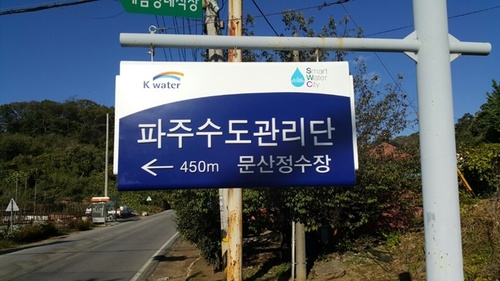 K water
Smart
Water
City
파주수도관리단
← 450m 문산정수장